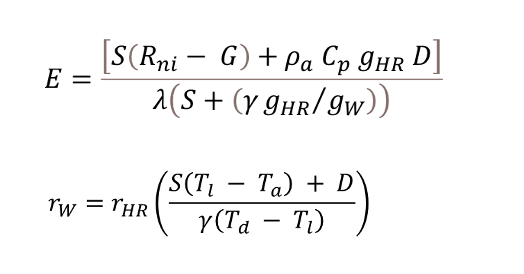 E = [S(R_ni − G) + ρ_a C_p g_HR D] / λ(S + (γ g_HR/g_W))
r_W = r_HR (S(T_l − T_a) + D / γ(T_d − T_l))